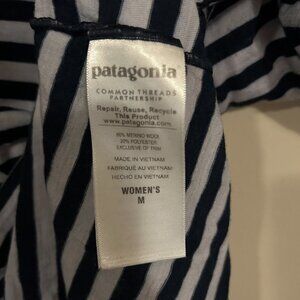 patagonia®
COMMON THREADS
PARTNERSHIP
Repair, Reuse, Recycle
This Product
www.patagonia.com
80% MERINO WOOL
20% POLYESTER
EXCLUSIVE OF TRIM
MADE IN VIETNAM
FABRIQUÉ AU VIETNAM
HECHO EN VIETNAM
WOMEN'S
M